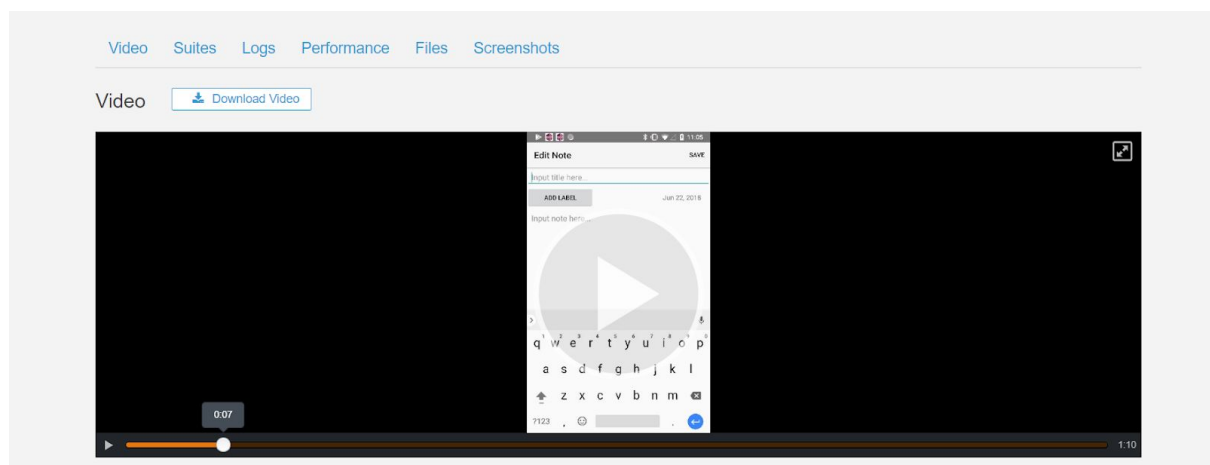 Video Suites Logs Performance Files Screenshots
Video Download Video
11:05
Edit Note SAVE
Input title here...
ADD LABEL Jun 22, 2018
Input note here...
q w e r t y u i o p
a s d f g h j k l
z x c v b n m
?123 , .
0:07
1:10